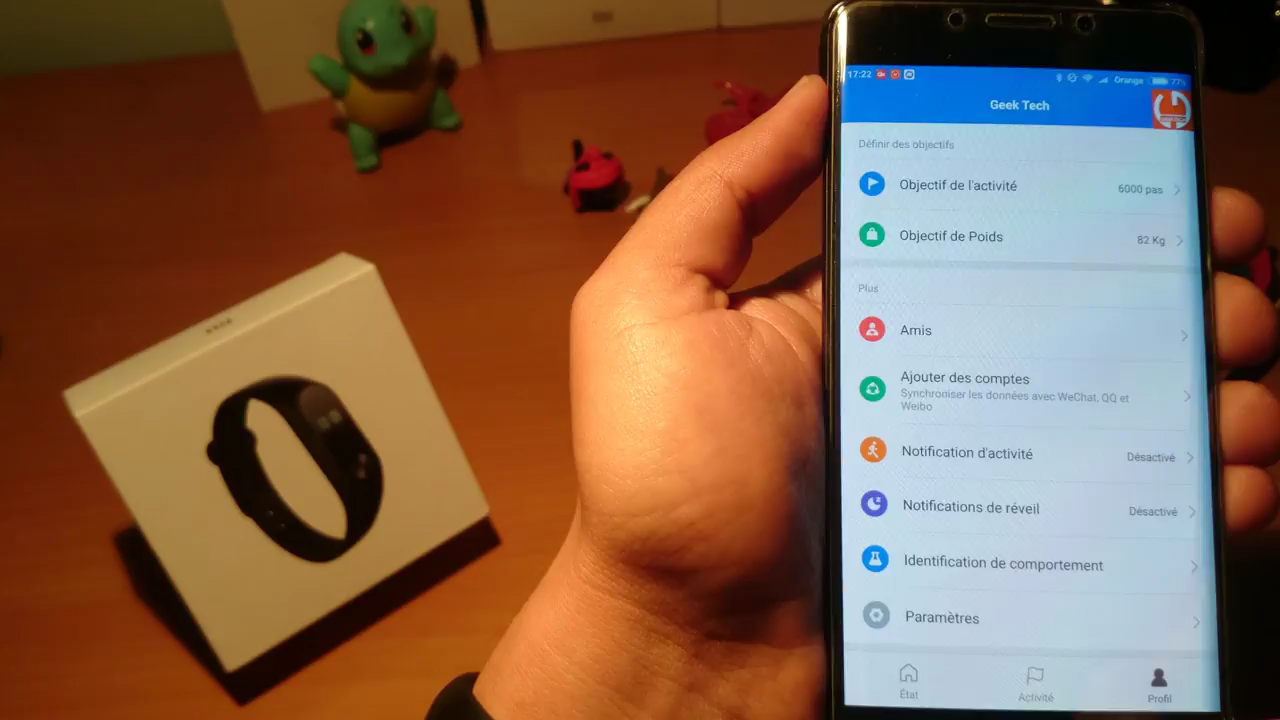 17:22
Orange
77%
Geek Tech
Définir des objectifs
Objectif de l'activité
6000 pas
Objectif de Poids
82 Kg
Plus
Amis
Ajouter des comptes
Synchroniser les données avec WeChat, QQ et
Weibo
Notification d'activité
Désactivé
Notifications de réveil
Désactivé
Identification de comportement
Paramètres
État
Activité
Profil